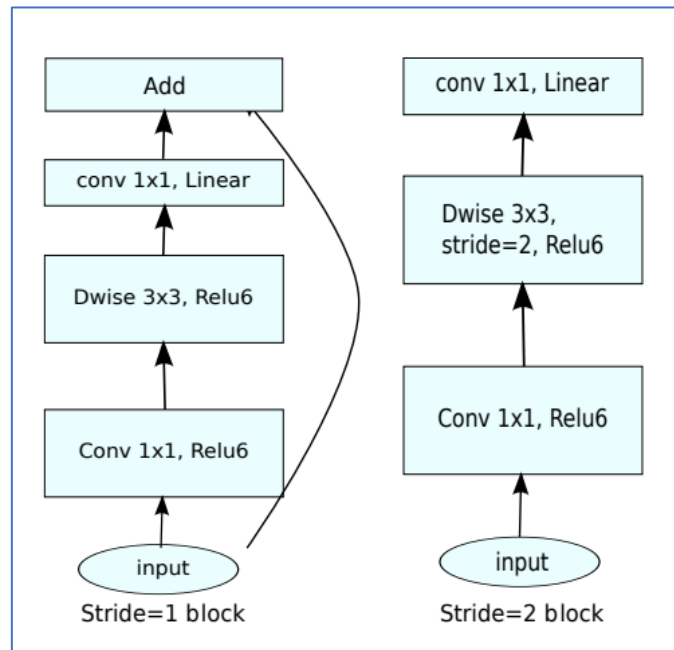 Add
conv 1x1, Linear
Dwise 3x3, Relu6
Conv 1x1, Relu6
input
Stride=1 block
conv 1x1, Linear
Dwise 3x3,
stride=2, Relu6
Conv 1x1, Relu6
input
Stride=2 block